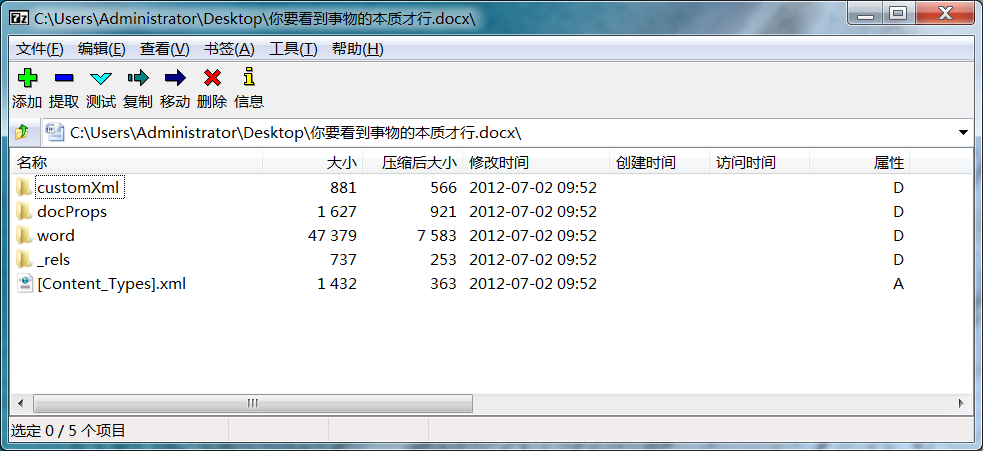 C:\Users\Administrator\Desktop\你要看到事物的本质才行.docx\
文件(F) 编辑(E) 查看(V) 书签(A) 工具(T) 帮助(H)
添加 提取 测试 复制 移动 删除 信息
C:\Users\Administrator\Desktop\你要看到事物的本质才行.docx\
名称 大小 压缩后大小 修改时间 创建时间 访问时间 属性
customXml 881 566 2012-07-02 09:52 D
docProps 1 627 921 2012-07-02 09:52 D
word 47 379 7 583 2012-07-02 09:52 D
_rels 737 253 2012-07-02 09:52 D
[Content_Types].xml 1 432 363 2012-07-02 09:52 A
选定 0 / 5 个项目